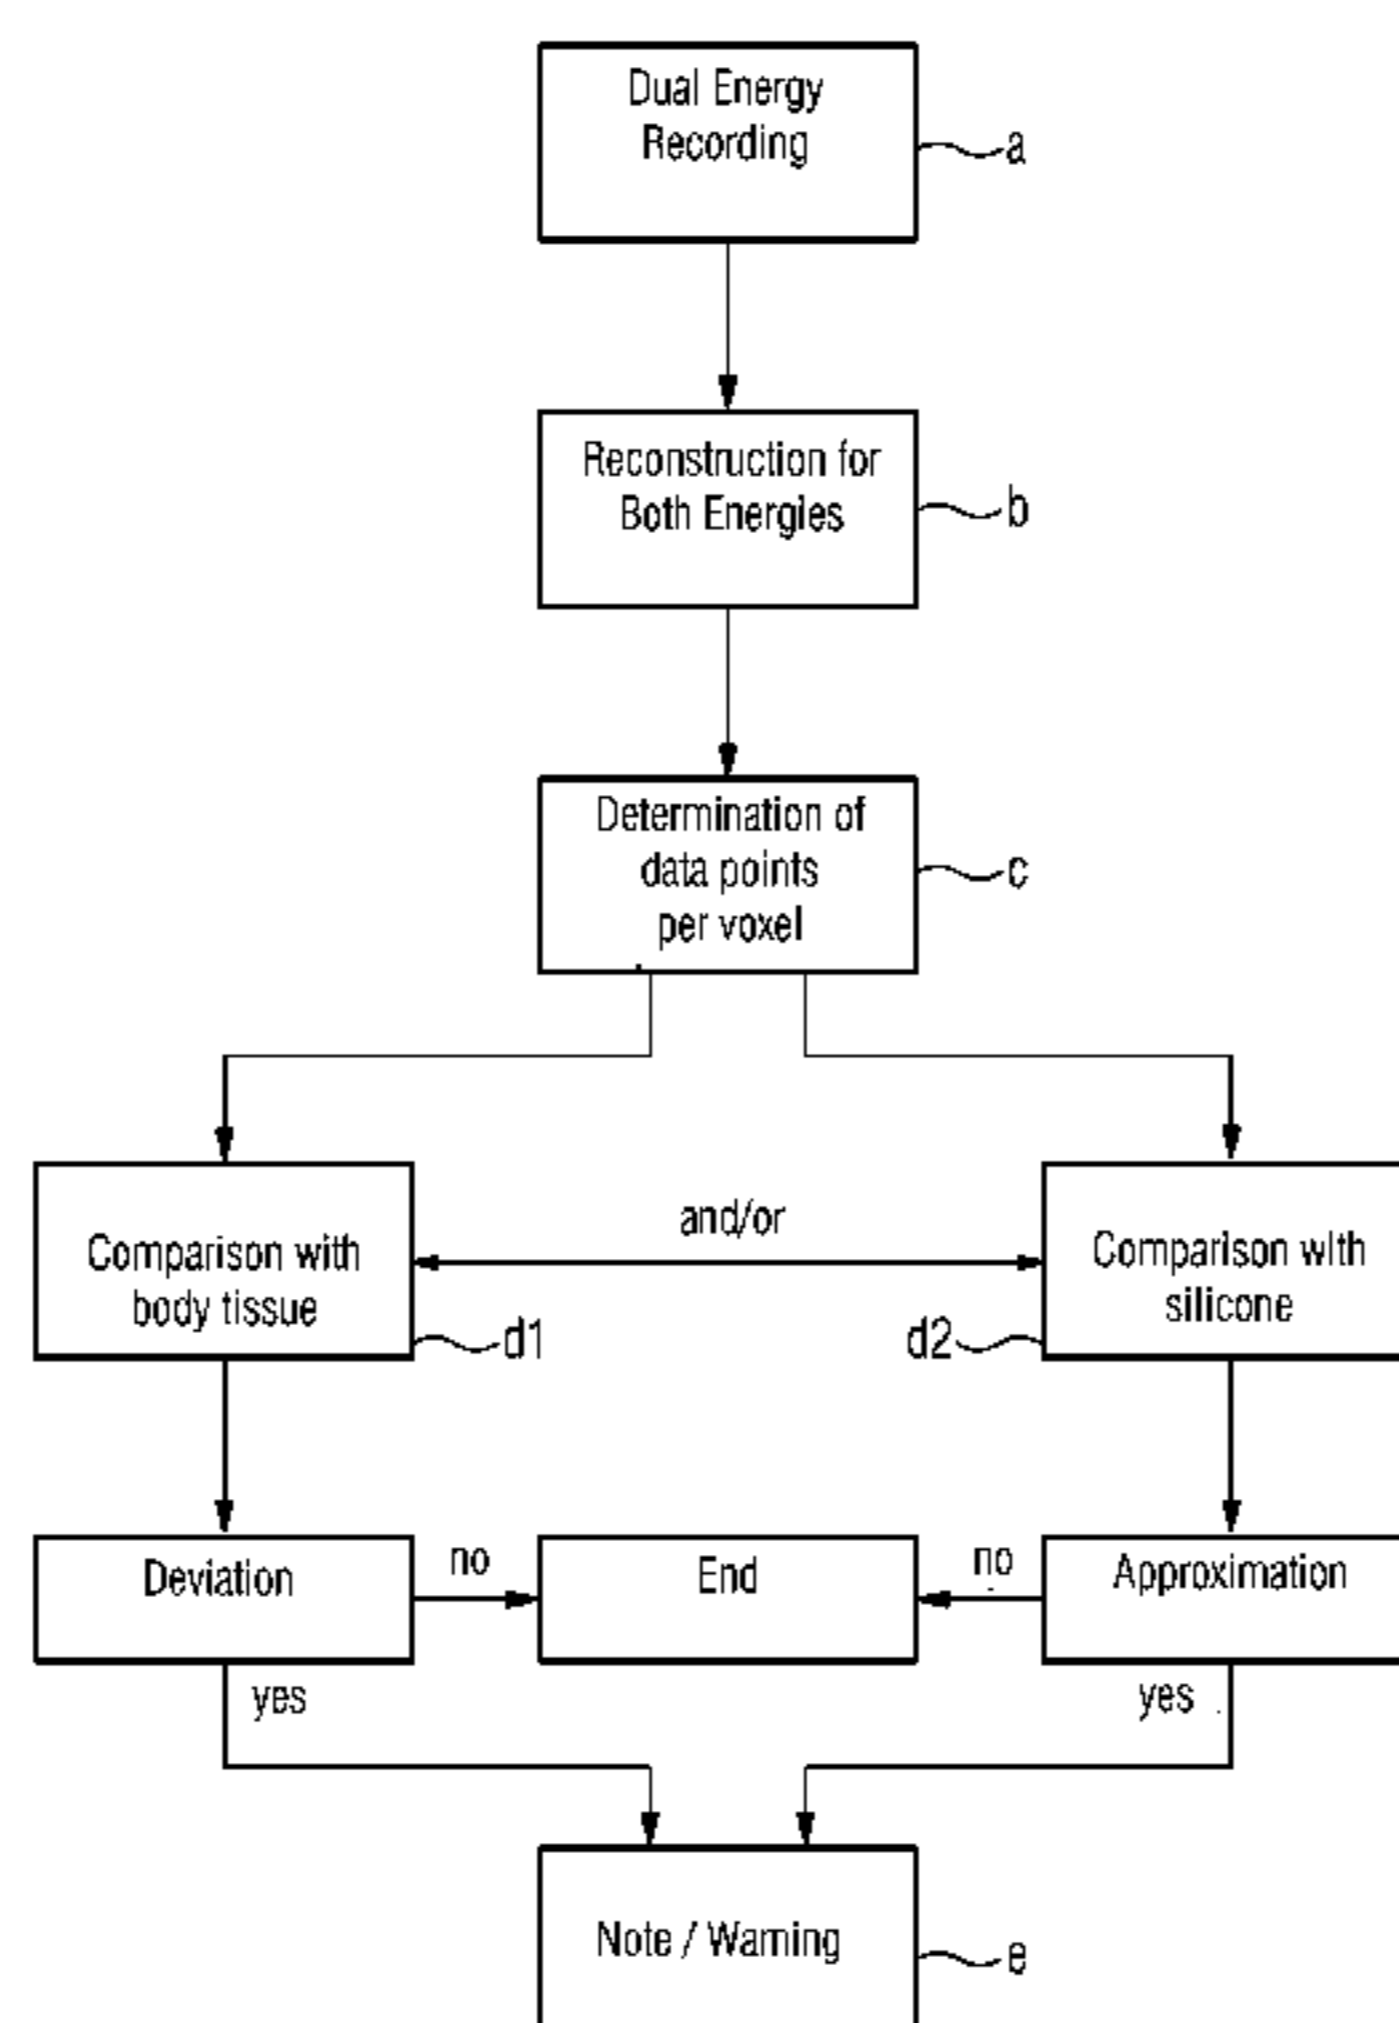 Dual Energy
Recording
a
Reconstruction for
Both Energies
b
Determination of
data points
per voxel
c
and/or
Comparison with
body tissue
d1
Comparison with
silicone
d2
Deviation
no
End
no
Approximation
yes
yes
Note / Warning
e